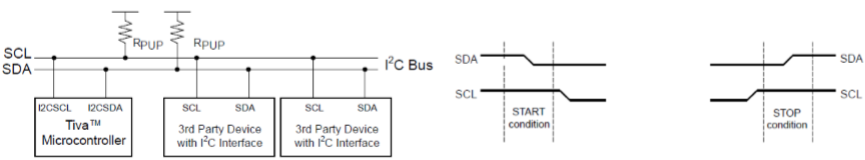 RPUP RPUP
SCL
SDA
I²C Bus
I2CSCL I2CSDA
Tiva™
Microcontroller
SCL SDA
3rd Party Device
with I²C Interface
SCL SDA
3rd Party Device
with I²C Interface
SDA
SCL
START
condition
SDA
SCL
STOP
condition